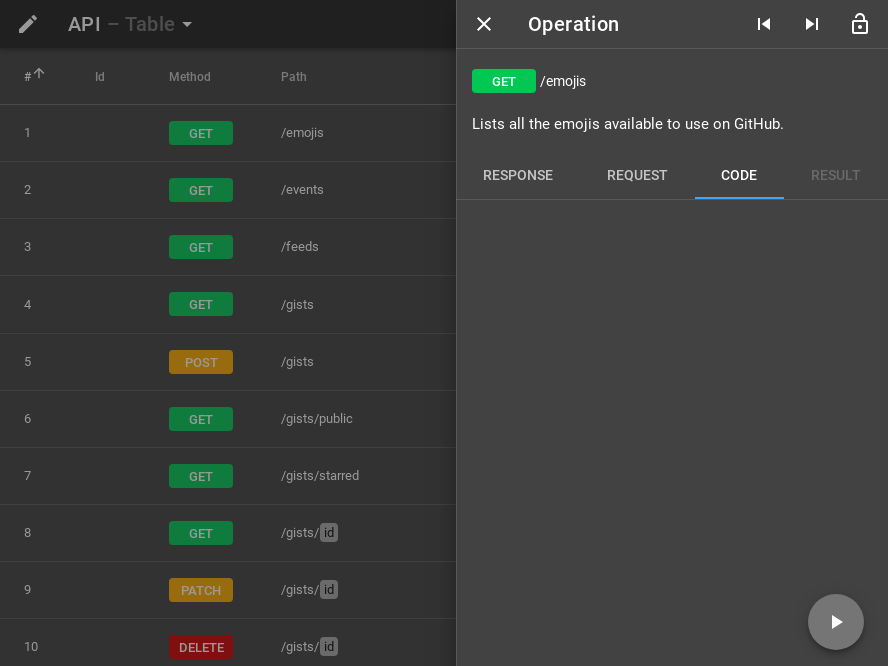 API – Table
# Id Method Path
1 GET /emojis
2 GET /events
3 GET /feeds
4 GET /gists
5 POST /gists
6 GET /gists/public
7 GET /gists/starred
8 GET /gists/id
9 PATCH /gists/id
10 DELETE /gists/id
Operation
GET /emojis
Lists all the emojis available to use on GitHub.
RESPONSE REQUEST CODE RESULT